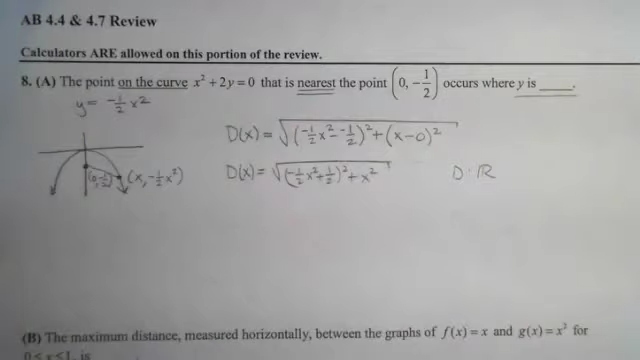 AB 4.4 & 4.7 Review
Calculators ARE allowed on this portion of the review.
8. (A) The point on the curve x² + 2y = 0 that is nearest the point (0, -1/2) occurs where y is _____.
y = -1/2 x²
D(x) = √((-1/2 x² - -1/2)² + (x-0)²)
(0, -1/2) (x, -1/2 x²)
D(x) = √((-1/2 x² + 1/2)² + x²)
D: ℝ
(B) The maximum distance, measured horizontally, between the graphs of f(x) = x and g(x) = x² for
0 ≤ x ≤ 1, is